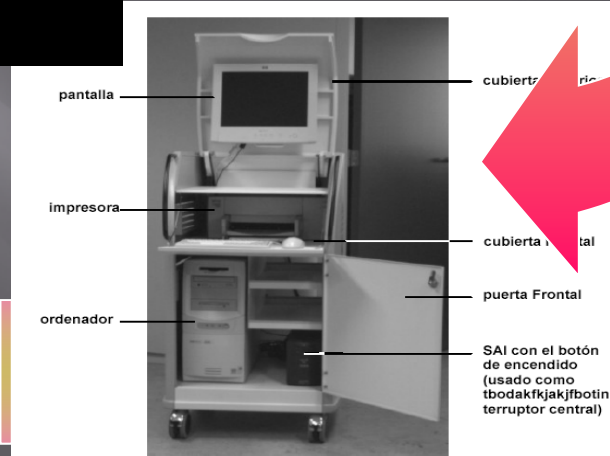 pantalla
cubierta
impresora
cubierta
puerta Frontal
ordenador
SAI con el botón
de encendido
(usado como
tbodakfkjakjfbotin
terruptor central)